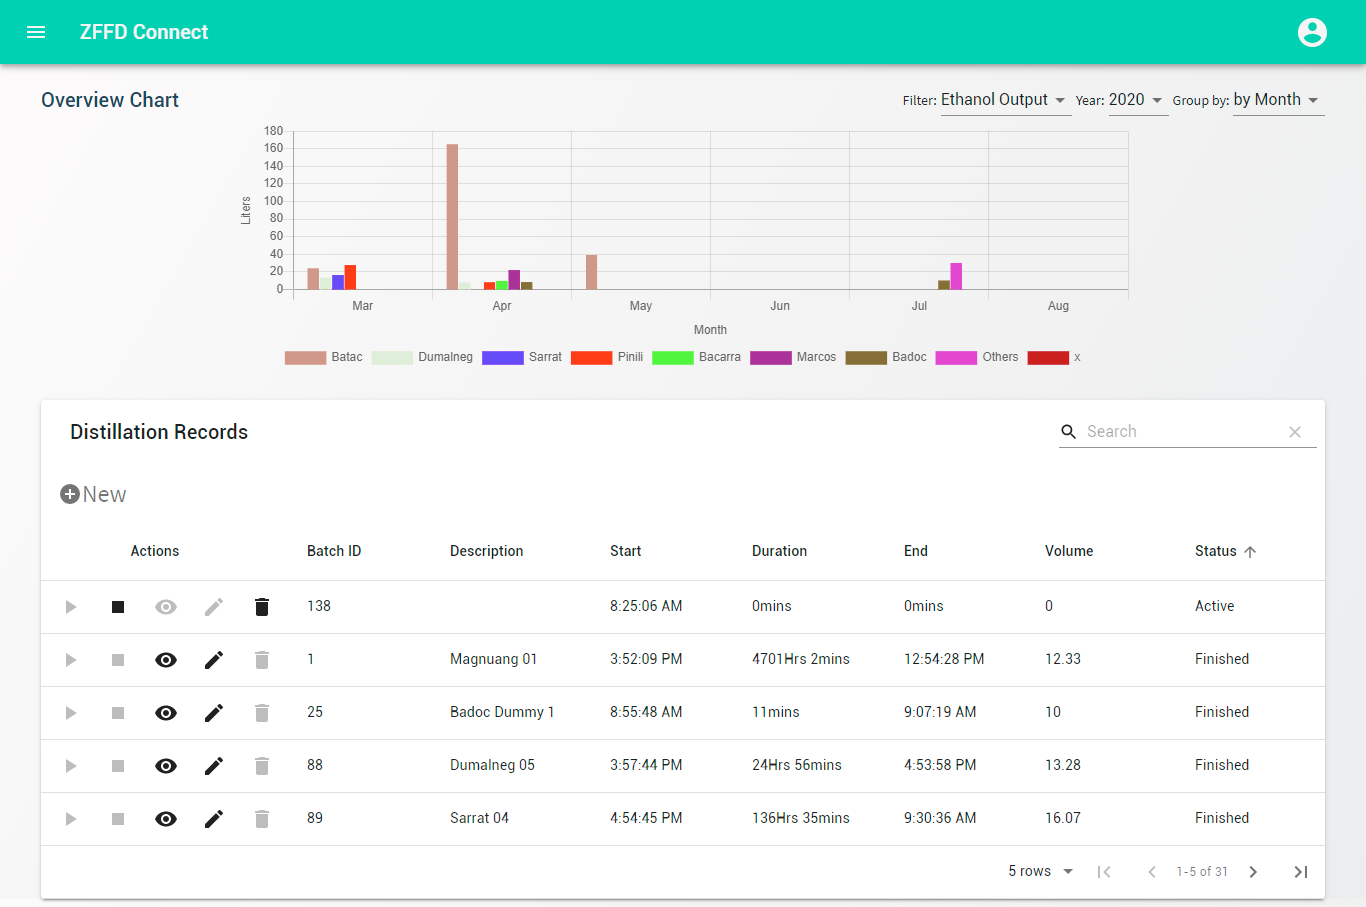 ZFFD Connect
Overview Chart
Filter: Ethanol Output Year: 2020 Group by: by Month
180
160
140
120
100
80
60
40
20
0
Liters
Mar Apr May Jun Jul Aug
Month
Batac Dumalneg Sarrat Pinili Bacarra Marcos Badoc Others x
Distillation Records
Search
New
Actions Batch ID Description Start Duration End Volume Status
138 8:25:06 AM 0mins 0mins 0 Active
1 Magnuang 01 3:52:09 PM 4701Hrs 2mins 12:54:28 PM 12.33 Finished
25 Badoc Dummy 1 8:55:48 AM 11mins 9:07:19 AM 10 Finished
88 Dumalneg 05 3:57:44 PM 24Hrs 56mins 4:53:58 PM 13.28 Finished
89 Sarrat 04 4:54:45 PM 136Hrs 35mins 9:30:36 AM 16.07 Finished
5 rows 1-5 of 31